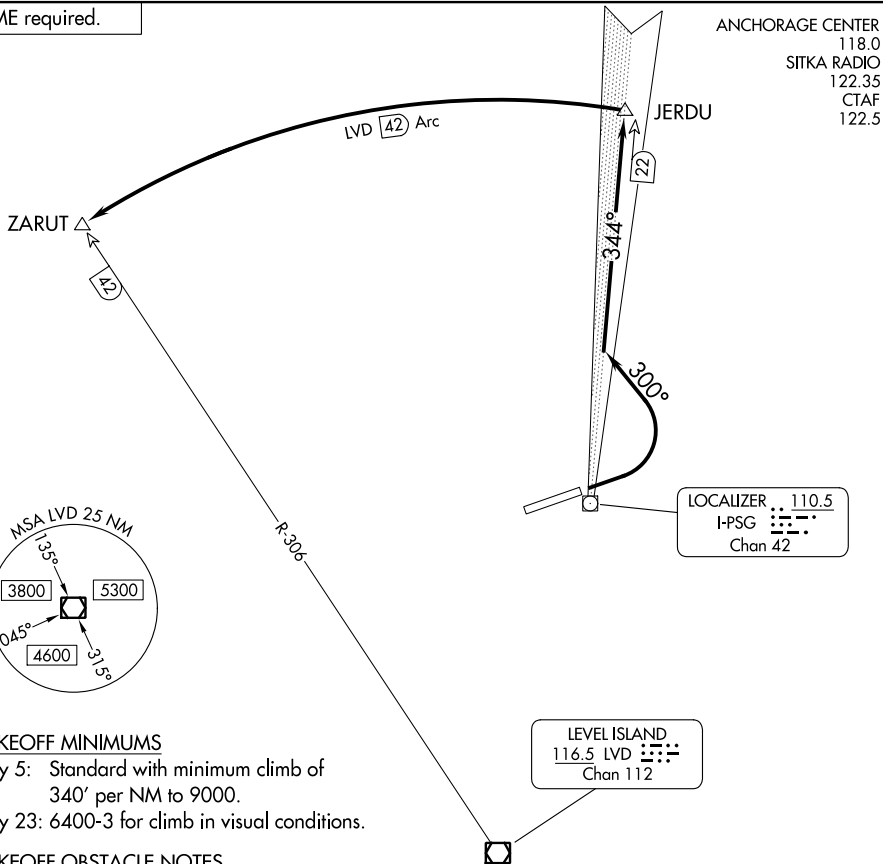 ME required.
ANCHORAGE CENTER
118.0
SITKA RADIO
122.35
CTAF
122.5
JERDU
LVD 42 Arc
22
ZARUT
42
344°
300°
LOCALIZER 110.5
I-PSG
Chan 42
R-306
MSA LVD 25 NM
135°
3800
5300
045°
4600
315°
LEVEL ISLAND
116.5 LVD
Chan 112
KEOFF MINIMUMS
y 5: Standard with minimum climb of
340' per NM to 9000.
y 23: 6400-3 for climb in visual conditions.
KEOFF OBSTACLE NOTES